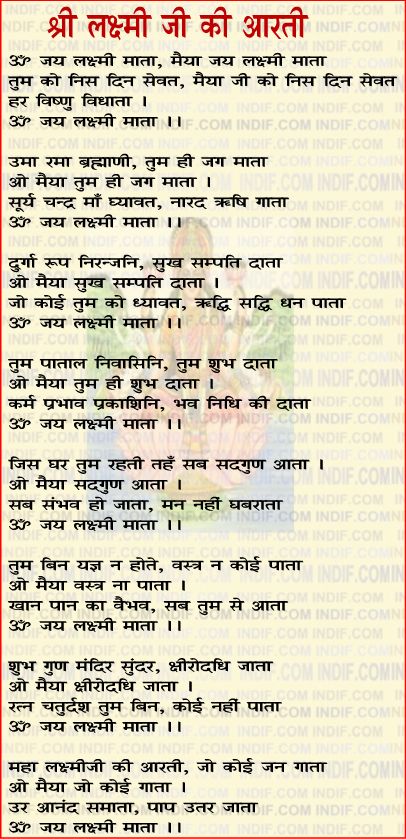 श्री लक्ष्मी जी की आरती
ॐ जय लक्ष्मी माता, मैया जय लक्ष्मी माता
तुम को निस दिन सेवत, मैया जी को निस दिन सेवत
हर विष्णु विधाता ।
ॐ जय लक्ष्मी माता ।।
उमा रमा ब्रह्माणी, तुम ही जग माता
ओ मैया तुम ही जग माता ।
सूर्य चन्द्र माँ ध्यावत, नारद ऋषि गाता
ॐ जय लक्ष्मी माता ।।
दुर्गा रूप निरन्जनि, सुख सम्पति दाता
ओ मैया सुख सम्पति दाता ।
जो कोई तुम को ध्यावत, ऋद्धि सद्धि धन पाता
ॐ जय लक्ष्मी माता ।।
तुम पाताल निवासिनि, तुम शुभ दाता
ओ मैया तुम ही शुभ दाता ।
कर्म प्रभाव प्रकाशिनि, भव निधि की दाता
ॐ जय लक्ष्मी माता ।।
जिस घर तुम रहती तहँ सब सदगुण आता ।
ओ मैया सदगुण आता ।
सब संभव हो जाता, मन नहीं घबराता
ॐ जय लक्ष्मी माता ।।
तुम बिन यज्ञ न होते, वस्त्र न कोई पाता
ओ मैया वस्त्र ना पाता ।
खान पान का वैभव, सब तुम से आता
ॐ जय लक्ष्मी माता ।।
शुभ गुण मंदिर सुंदर, क्षीरोदधि जाता
ओ मैया क्षीरोदधि जाता ।
रत्न चतुर्दश तुम बिन, कोई नहीं पाता
ॐ जय लक्ष्मी माता ।।
महा लक्ष्मीजी की आरती, जो कोई जन गाता
ओ मैया जो कोई गाता ।
उर आनंद समाता, पाप उतर जाता
ॐ जय लक्ष्मी माता ।।